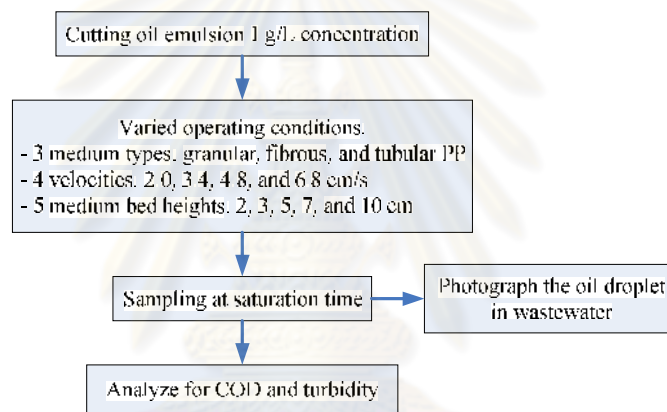 Cutting oil emulsion 1 g/L concentration
Varied operating conditions.
- 3 medium types: granular, fibrous, and tubular PP
- 4 velocities. 2.0, 3.4, 4.8, and 6.8 cm/s
- 5 medium bed heights: 2, 3, 5, 7, and 10 cm
Sampling at saturation time
Photograph the oil droplet
in wastewater
Analyze for COD and turbidity